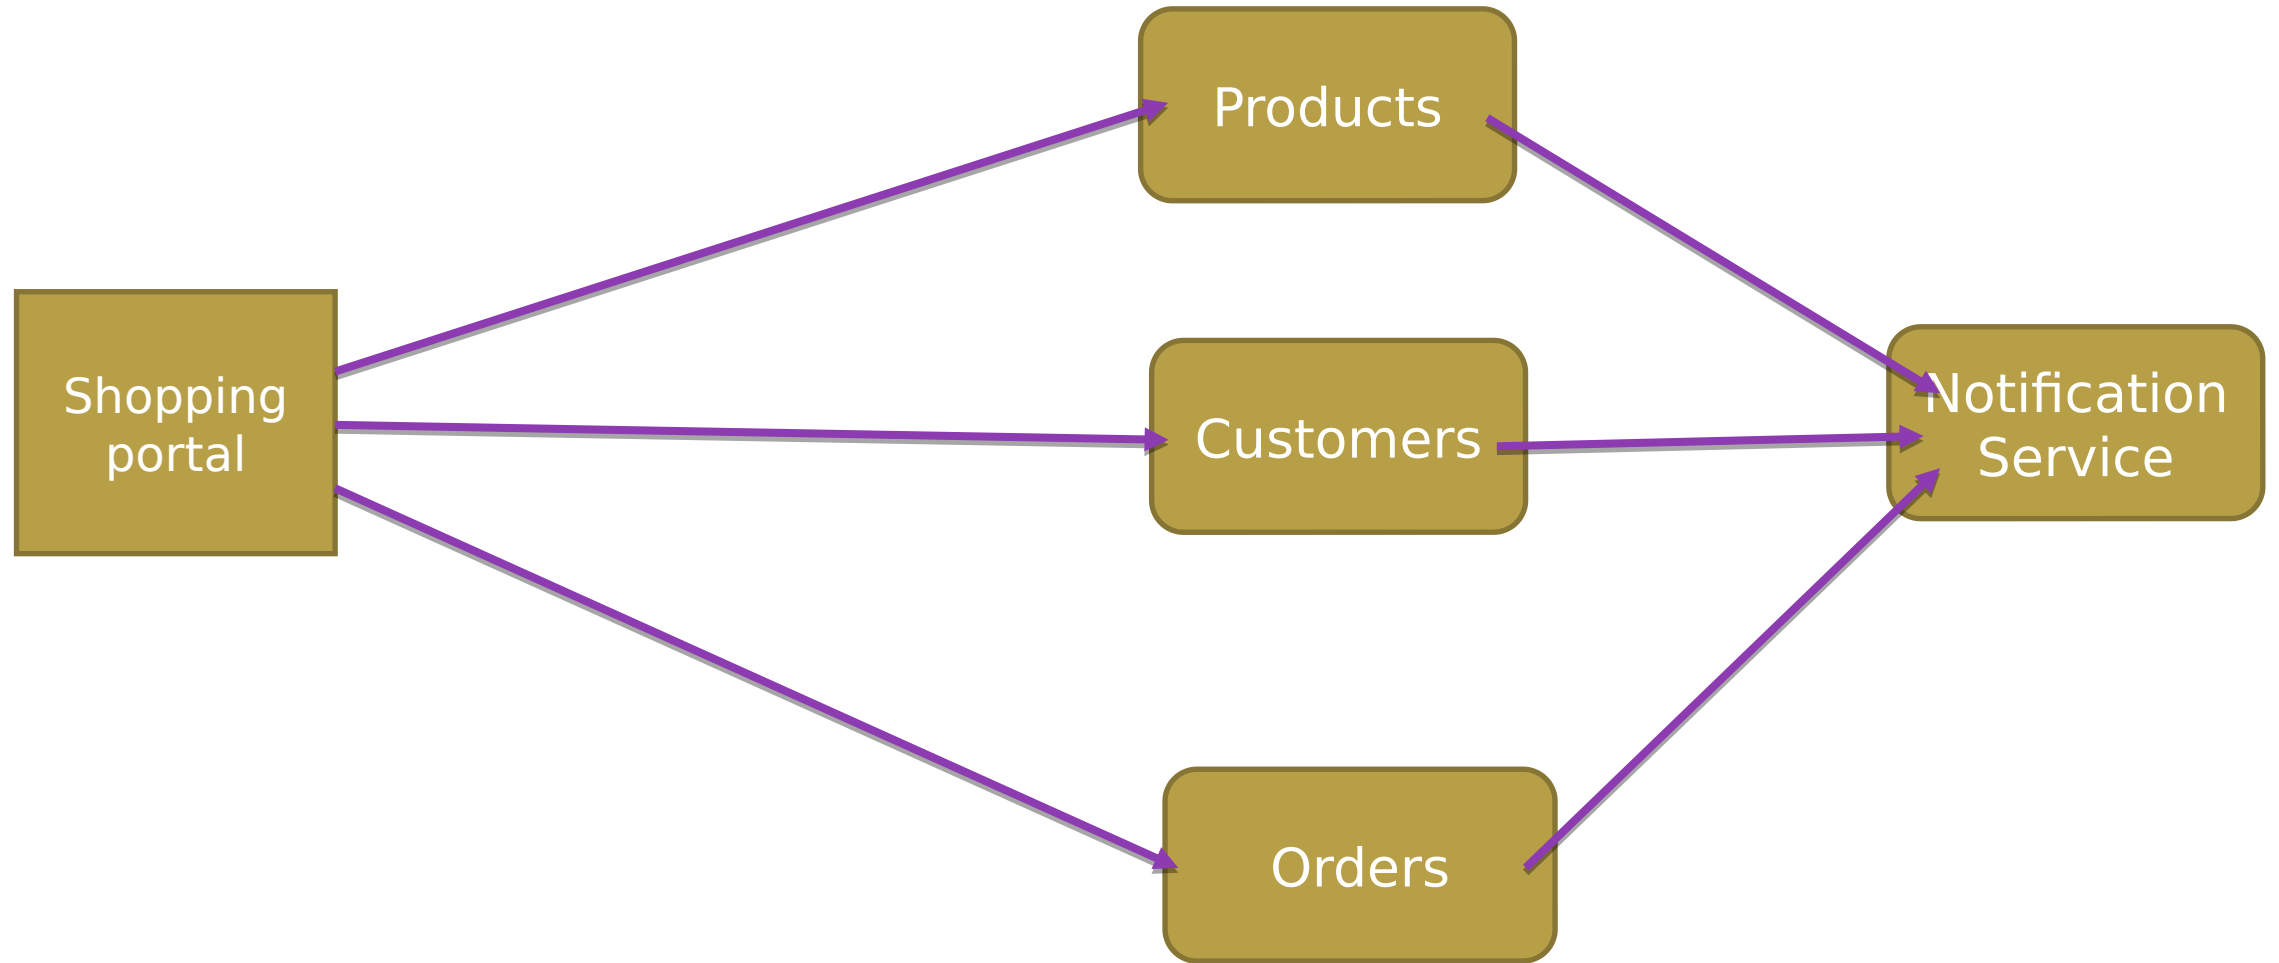 Products
Shopping
portal
Customers
Notification
Service
Orders